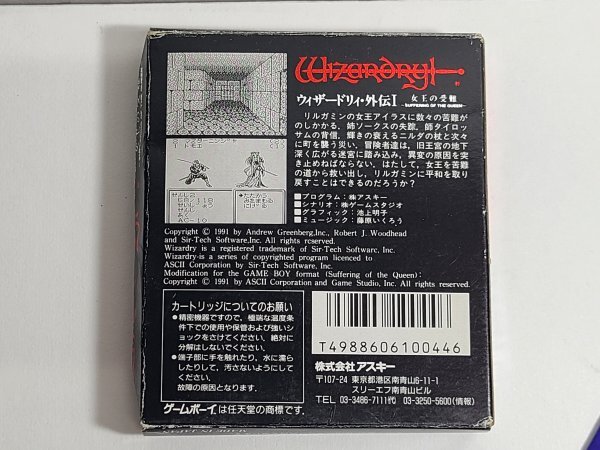 Wizardry
ウィザードリィ・外伝I 女王の受難
-SUFFERING OF THE QUEEN-
リルガミンの女王アイラスに数々の苦難が
のしかかる。姉ソークスの失踪。師タイロッ
サムの背信。輝きの衰えるニルダの杖と次々
に町を襲う災い。冒険者達は、旧王宮の地下
深く広がる迷宮に踏み込み、異変の原因を突
き止めねばならない。はたして、女王を苦難
の道から救い出し、リルガミンに平和を取り
戻すことはできるのだろうか?
■プログラム:㈱アスキー
■シナリオ:㈱ゲームスタジオ
■グラフィック:池上明子
■ミュージック:藤原いくろう
Copyright © 1991 by Andrew Greenberg,Inc., Robert J. Woodhead
and Sir-Tech Software,Inc. All rights reserved.
Wizardry is a registered trademark of Sir-Tech Software, Inc.
Wizardry-is a series of copyrighted program licenced to
ASCII Corporation by Sir-Tech Software, Inc.
Modification for the GAME BOY format (Suffering of the Queen):
Copyright © 1991 by ASCII Corporation and Game Studio, Inc. All rights reserved.
カートリッジについてのお願い
●精密機器ですので、極端な温度条
件下での使用や保管および強いシ
ョックをさけてください。絶対に
分解しないでください。
●端子部に手を触れたり、水に濡ら
したりして、汚さないようにして
ください。
故障の原因となります。
ゲームボーイは任天堂の商標です。
T4988606100446
株式会社アスキー
〒107-24 東京都港区南青山6-11-1
スリーエフ南青山ビル
TEL 03-3486-7111㈹ 03-3250-5600(情報)